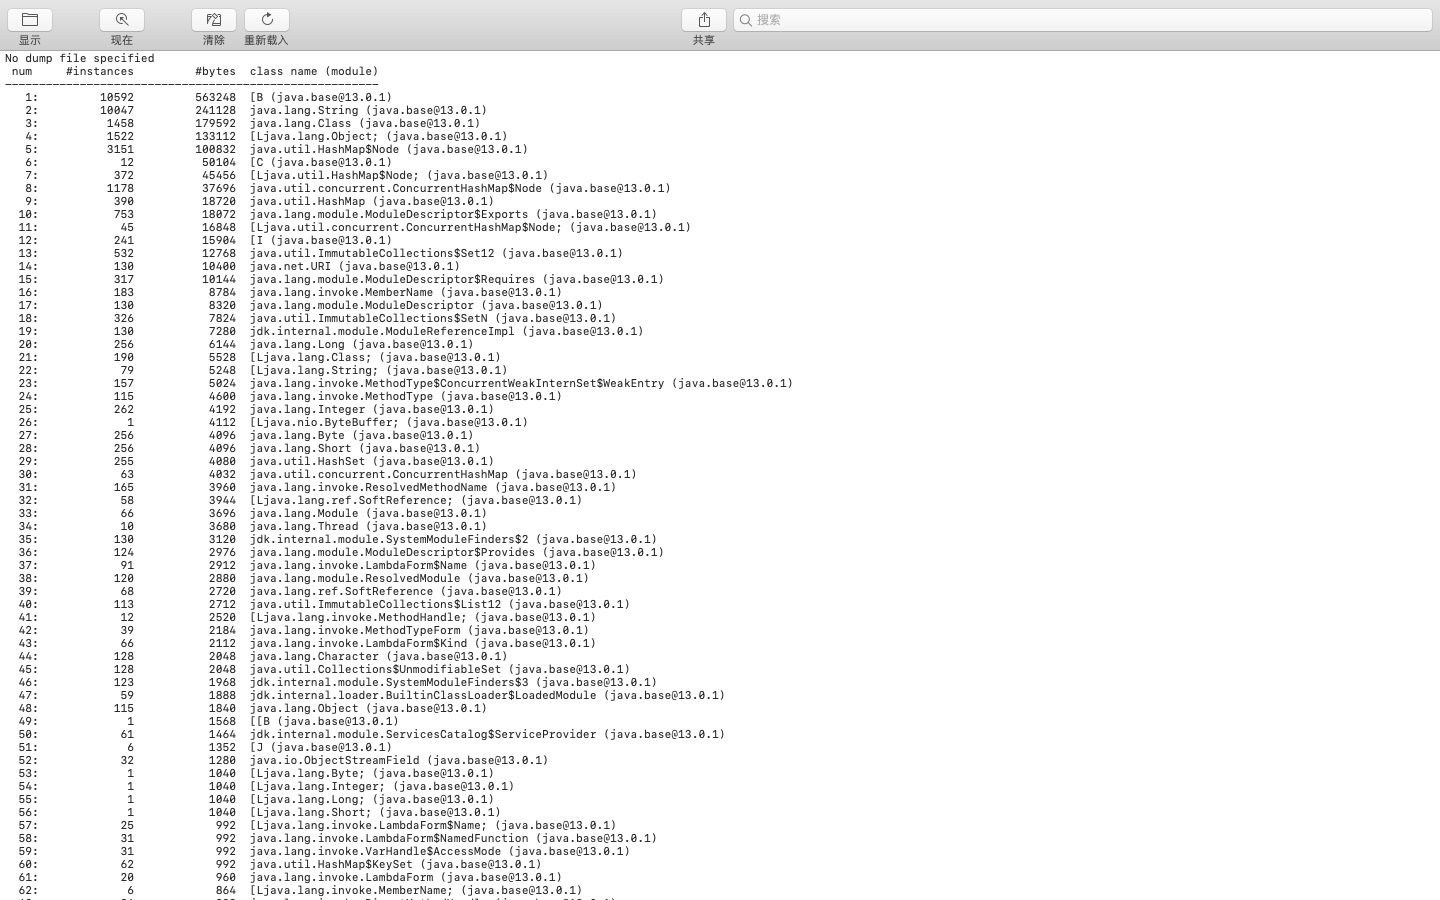 显示 现在 清除 重新载入 共享 搜索
No dump file specified
num #instances #bytes class name (module)
-------------------------------------------------------
1: 10592 563248 [B (java.base@13.0.1)
2: 10047 241128 java.lang.String (java.base@13.0.1)
3: 1458 179592 java.lang.Class (java.base@13.0.1)
4: 1522 133112 [Ljava.lang.Object; (java.base@13.0.1)
5: 3151 100832 java.util.HashMap$Node (java.base@13.0.1)
6: 12 50104 [C (java.base@13.0.1)
7: 372 45456 [Ljava.util.HashMap$Node; (java.base@13.0.1)
8: 1178 37696 java.util.concurrent.ConcurrentHashMap$Node (java.base@13.0.1)
9: 390 18720 java.util.HashMap (java.base@13.0.1)
10: 753 18072 java.lang.module.ModuleDescriptor$Exports (java.base@13.0.1)
11: 45 16848 [Ljava.util.concurrent.ConcurrentHashMap$Node; (java.base@13.0.1)
12: 241 15904 [I (java.base@13.0.1)
13: 532 12768 java.util.ImmutableCollections$Set12 (java.base@13.0.1)
14: 130 10400 java.net.URI (java.base@13.0.1)
15: 317 10144 java.lang.module.ModuleDescriptor$Requires (java.base@13.0.1)
16: 183 8784 java.lang.invoke.MemberName (java.base@13.0.1)
17: 130 8320 java.lang.module.ModuleDescriptor (java.base@13.0.1)
18: 326 7824 java.util.ImmutableCollections$SetN (java.base@13.0.1)
19: 130 7280 jdk.internal.module.ModuleReferenceImpl (java.base@13.0.1)
20: 256 6144 java.lang.Long (java.base@13.0.1)
21: 190 5528 [Ljava.lang.Class; (java.base@13.0.1)
22: 79 5248 [Ljava.lang.String; (java.base@13.0.1)
23: 157 5024 java.lang.invoke.MethodType$ConcurrentWeakInternSet$WeakEntry (java.base@13.0.1)
24: 115 4600 java.lang.invoke.MethodType (java.base@13.0.1)
25: 262 4192 java.lang.Integer (java.base@13.0.1)
26: 1 4112 [Ljava.nio.ByteBuffer; (java.base@13.0.1)
27: 256 4096 java.lang.Byte (java.base@13.0.1)
28: 256 4096 java.lang.Short (java.base@13.0.1)
29: 255 4080 java.util.HashSet (java.base@13.0.1)
30: 63 4032 java.util.concurrent.ConcurrentHashMap (java.base@13.0.1)
31: 165 3960 java.lang.invoke.ResolvedMethodName (java.base@13.0.1)
32: 58 3944 [Ljava.lang.ref.SoftReference; (java.base@13.0.1)
33: 66 3696 java.lang.Module (java.base@13.0.1)
34: 10 3680 java.lang.Thread (java.base@13.0.1)
35: 130 3120 jdk.internal.module.SystemModuleFinders$2 (java.base@13.0.1)
36: 124 2976 java.lang.module.ModuleDescriptor$Provides (java.base@13.0.1)
37: 91 2912 java.lang.invoke.LambdaForm$Name (java.base@13.0.1)
38: 120 2880 java.lang.module.ResolvedModule (java.base@13.0.1)
39: 68 2720 java.lang.ref.SoftReference (java.base@13.0.1)
40: 113 2712 java.util.ImmutableCollections$List12 (java.base@13.0.1)
41: 12 2520 [Ljava.lang.invoke.MethodHandle; (java.base@13.0.1)
42: 39 2184 java.lang.invoke.MethodTypeForm (java.base@13.0.1)
43: 66 2112 java.lang.invoke.LambdaForm$Kind (java.base@13.0.1)
44: 128 2048 java.lang.Character (java.base@13.0.1)
45: 128 2048 java.util.Collections$UnmodifiableSet (java.base@13.0.1)
46: 123 1968 jdk.internal.module.SystemModuleFinders$3 (java.base@13.0.1)
47: 59 1888 jdk.internal.loader.BuiltinClassLoader$LoadedModule (java.base@13.0.1)
48: 115 1840 java.lang.Object (java.base@13.0.1)
49: 1 1568 [[B (java.base@13.0.1)
50: 61 1464 jdk.internal.module.ServicesCatalog$ServiceProvider (java.base@13.0.1)
51: 6 1352 [J (java.base@13.0.1)
52: 32 1280 java.io.ObjectStreamField (java.base@13.0.1)
53: 1 1040 [Ljava.lang.Byte; (java.base@13.0.1)
54: 1 1040 [Ljava.lang.Integer; (java.base@13.0.1)
55: 1 1040 [Ljava.lang.Long; (java.base@13.0.1)
56: 1 1040 [Ljava.lang.Short; (java.base@13.0.1)
57: 25 992 [Ljava.lang.invoke.LambdaForm$Name; (java.base@13.0.1)
58: 31 992 java.lang.invoke.LambdaForm$NamedFunction (java.base@13.0.1)
59: 31 992 java.lang.invoke.VarHandle$AccessMode (java.base@13.0.1)
60: 62 992 java.util.HashMap$KeySet (java.base@13.0.1)
61: 20 960 java.lang.invoke.LambdaForm (java.base@13.0.1)
62: 6 864 [Ljava.lang.invoke.MemberName; (java.base@13.0.1)